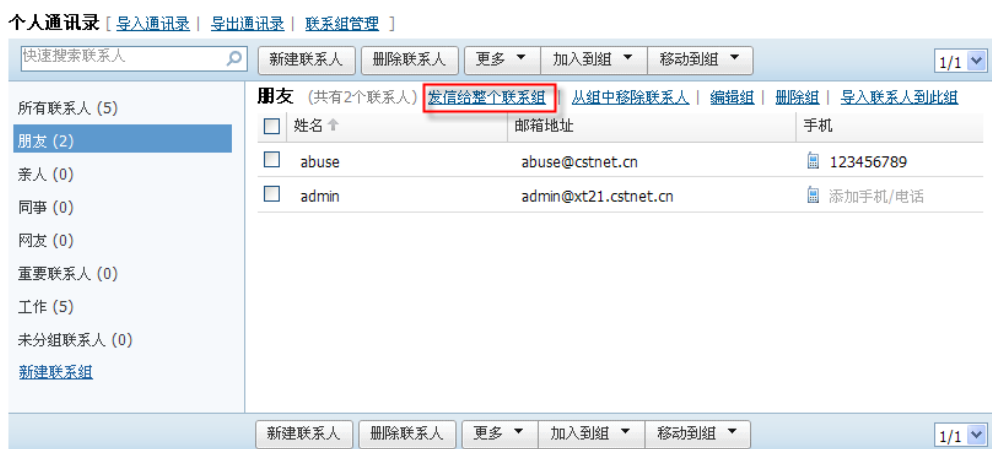 个人通讯录 [ 导入通讯录 | 导出通讯录 | 联系组管理 ]
快速搜索联系人 新建联系人 删除联系人 更多 加入到组 移动到组 1/1
所有联系人 (5)
朋友 (2)
亲人 (0)
同事 (0)
网友 (0)
重要联系人 (0)
工作 (5)
未分组联系人 (0)
新建联系组
朋友 (共有2个联系人) 发信给整个联系组 | 从组中移除联系人 | 编辑组 | 删除组 | 导入联系人到此组
姓名 邮箱地址 手机
abuse abuse@cstnet.cn 123456789
admin admin@xt21.cstnet.cn 添加手机/电话
新建联系人 删除联系人 更多 加入到组 移动到组 1/1